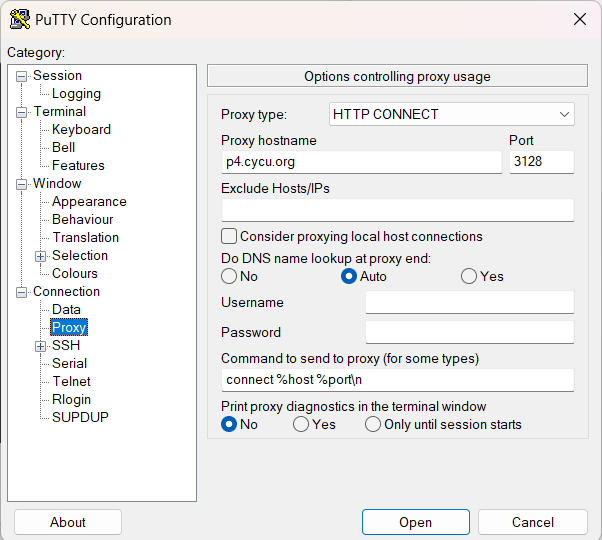 PuTTY Configuration
Category:
Session
Logging
Terminal
Keyboard
Bell
Features
Window
Appearance
Behaviour
Translation
Selection
Colours
Connection
Data
Proxy
SSH
Serial
Telnet
Rlogin
SUPDUP
Options controlling proxy usage
Proxy type: HTTP CONNECT
Proxy hostname Port
p4.cycu.org 3128
Exclude Hosts/IPs
Consider proxying local host connections
Do DNS name lookup at proxy end:
No Auto Yes
Username
Password
Command to send to proxy (for some types)
connect %host %port\n
Print proxy diagnostics in the terminal window
No Yes Only until session starts
About Open Cancel